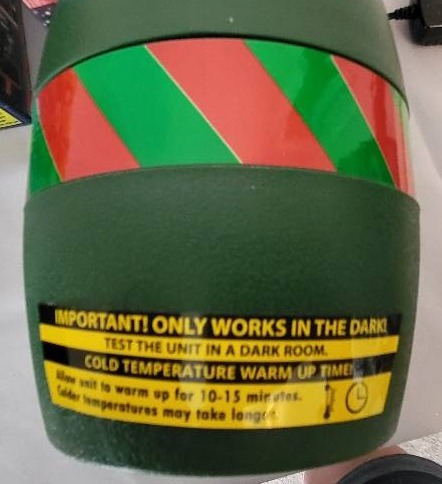 IMPORTANT! ONLY WORKS IN THE DARK!
TEST THE UNIT IN A DARK ROOM.
COLD TEMPERATURE WARM UP TIME!
Allow unit to warm up for 10-15 minutes.
Colder temperatures may take longer.